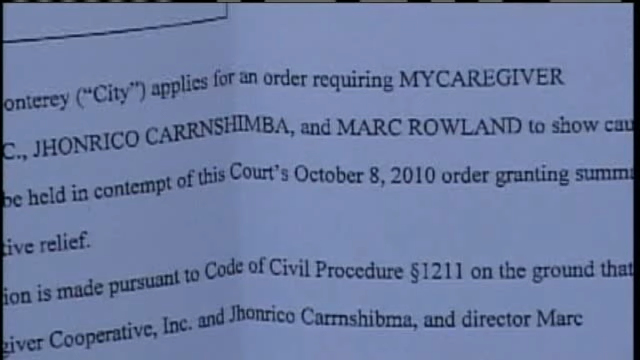 onterey ("City") applies for an order requiring MYCAREGIVER
C., JHONRICO CARRNSHIMBA, and MARC ROWLAND to show cau
be held in contempt of this Court's October 8, 2010 order granting summa
tive relief.
ion is made pursuant to Code of Civil Procedure §1211 on the ground that
giver Cooperative, Inc. and Jhonrico Carrnshibma, and director Marc